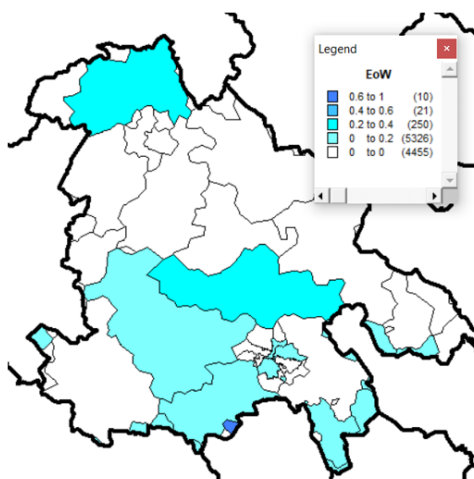 Legend
EoW
0.6 to 1 (10)
0.4 to 0.6 (21)
0.2 to 0.4 (250)
0 to 0.2 (5326)
0 to 0 (4455)